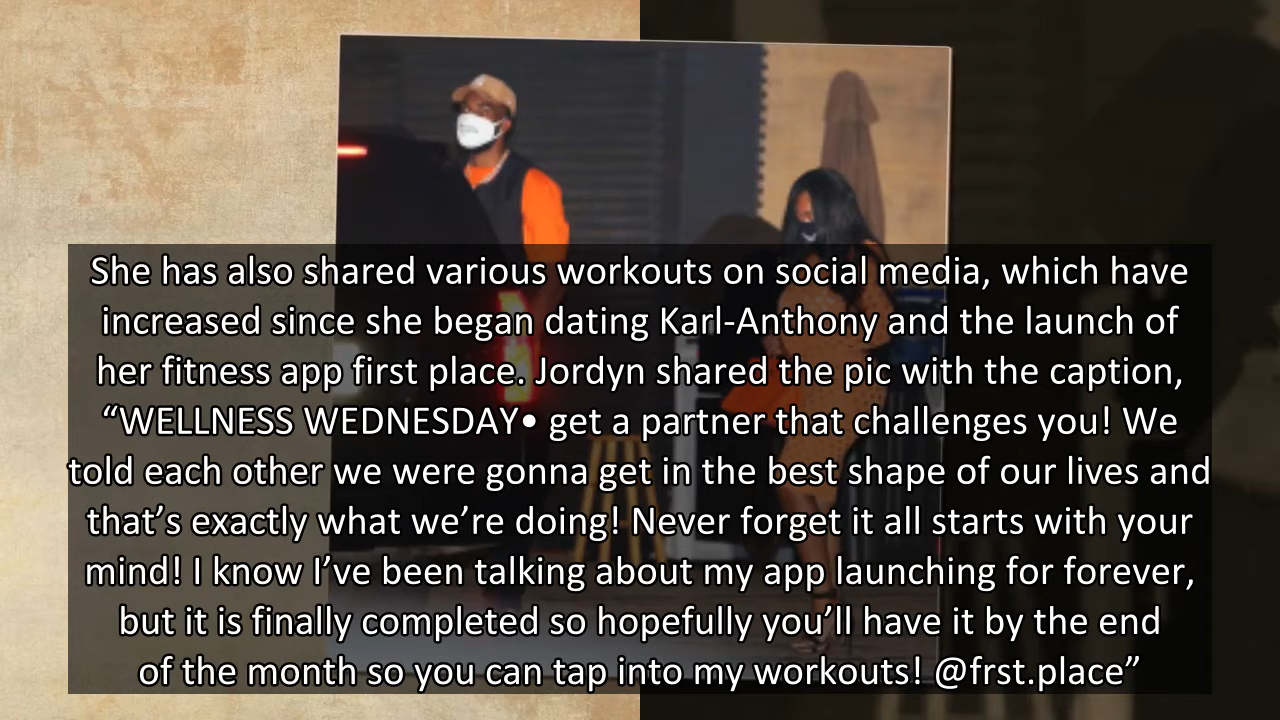 She has also shared various workouts on social media, which have
increased since she began dating Karl-Anthony and the launch of
her fitness app first place. Jordyn shared the pic with the caption,
“WELLNESS WEDNESDAY• get a partner that challenges you! We
told each other we were gonna get in the best shape of our lives and
that’s exactly what we’re doing! Never forget it all starts with your
mind! I know I’ve been talking about my app launching for forever,
but it is finally completed so hopefully you’ll have it by the end
of the month so you can tap into my workouts! @frst.place”